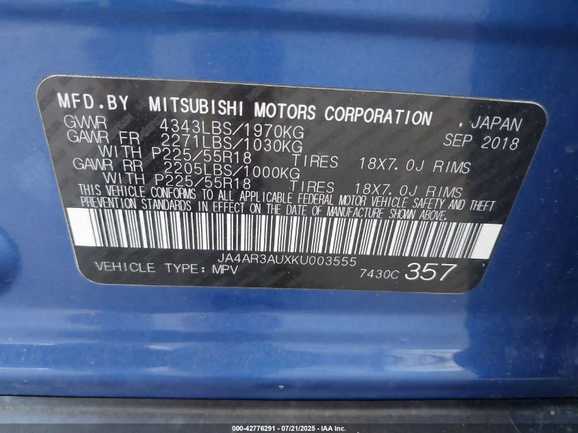 MFD.BY MITSUBISHI MOTORS CORPORATION , JAPAN
GVWR 4343LBS/1970KG SEP 2018
GAWR FR 2271LBS/1030KG
WITH P225/55R18 TIRES 18X7.0J RIMS
GAWR RR 2205LBS/1000KG
WITH P225/55R18 TIRES 18X7.0J RIMS
THIS VEHICLE CONFORMS TO ALL APPLICABLE FEDERAL MOTOR VEHICLE SAFETY AND THEFT
PREVENTION STANDARDS IN EFFECT ON THE DATE OF MANUFACTURE SHOWN ABOVE.
JA4AR3AUXKU003555
VEHICLE TYPE: MPV 7430C 357
000-42776291 - 07/21/2025 - IAAI.COM